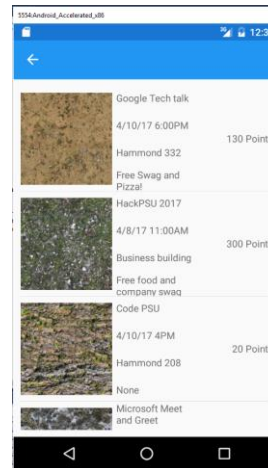 5554:Android_Accelerated_x86
3G 12:3
Google Tech talk
4/10/17 6:00PM
130 Point
Hammond 332
Free Swag and
Pizza!
HackPSU 2017
4/8/17 11:00AM
300 Point
Business building
Free food and
company swag
Code PSU
4/10/17 4PM
20 Point
Hammond 208
None
Microsoft Meet
and Greet